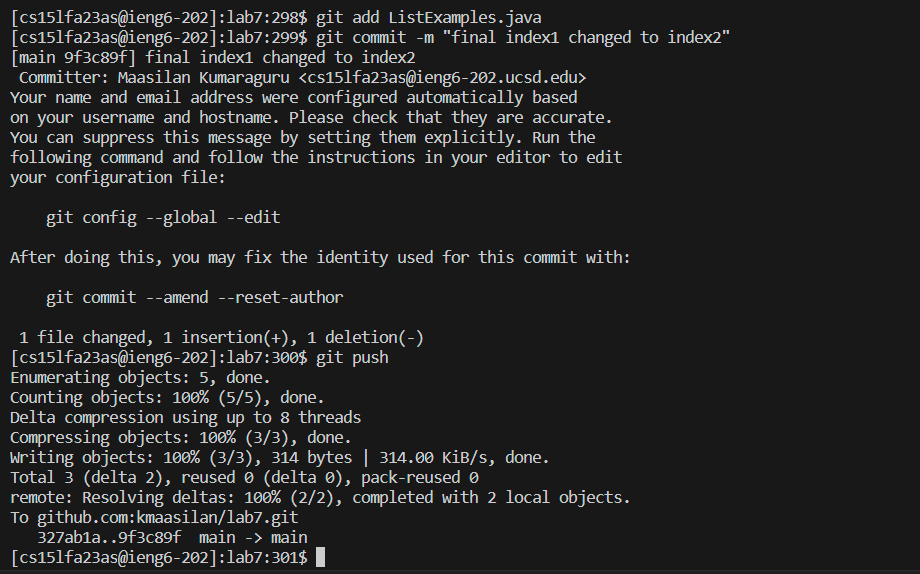 [cs15lfa23as@ieng6-202]:lab7:298$ git add ListExamples.java
[cs15lfa23as@ieng6-202]:lab7:299$ git commit -m "final index1 changed to index2"
[main 9f3c89f] final index1 changed to index2
 Committer: Maasilan Kumaraguru <cs15lfa23as@ieng6-202.ucsd.edu>
Your name and email address were configured automatically based
on your username and hostname. Please check that they are accurate.
You can suppress this message by setting them explicitly. Run the
following command and follow the instructions in your editor to edit
your configuration file:

    git config --global --edit

After doing this, you may fix the identity used for this commit with:

    git commit --amend --reset-author

 1 file changed, 1 insertion(+), 1 deletion(-)
[cs15lfa23as@ieng6-202]:lab7:300$ git push
Enumerating objects: 5, done.
Counting objects: 100% (5/5), done.
Delta compression using up to 8 threads
Compressing objects: 100% (3/3), done.
Writing objects: 100% (3/3), 314 bytes | 314.00 KiB/s, done.
Total 3 (delta 2), reused 0 (delta 0), pack-reused 0
remote: Resolving deltas: 100% (2/2), completed with 2 local objects.
To github.com:kmaasilan/lab7.git
   327ab1a..9f3c89f  main -> main
[cs15lfa23as@ieng6-202]:lab7:301$